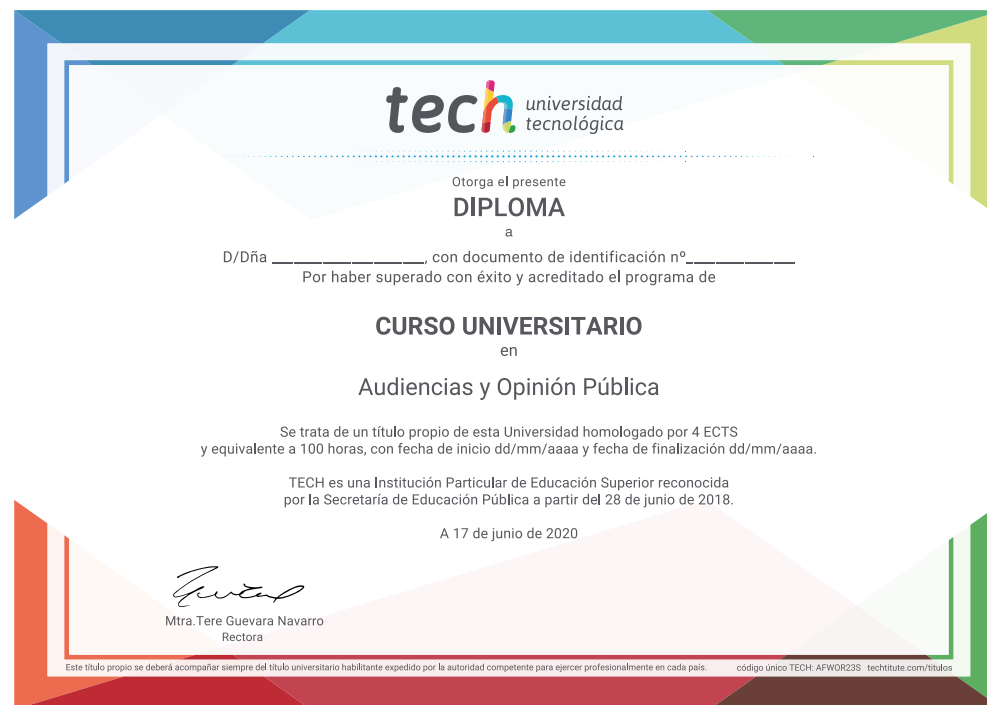 tech universidad
tecnológica
Otorga el presente
DIPLOMA
a
D/Dña ____________________, con documento de identificación nº______________
Por haber superado con éxito y acreditado el programa de
CURSO UNIVERSITARIO
en
Audiencias y Opinión Pública
Se trata de un título propio de esta Universidad homologado por 4 ECTS
y equivalente a 100 horas, con fecha de inicio dd/mm/aaaa y fecha de finalización dd/mm/aaaa.
TECH es una Institución Particular de Educación Superior reconocida
por la Secretaría de Educación Pública a partir del 28 de junio de 2018.
A 17 de junio de 2020
Mtra.Tere Guevara Navarro
Rectora
Este título propio se deberá acompañar siempre del título universitario habilitante expedido por la autoridad competente para ejercer profesionalmente en cada país. código único TECH: AFWOR23S techtitute.com/titulos